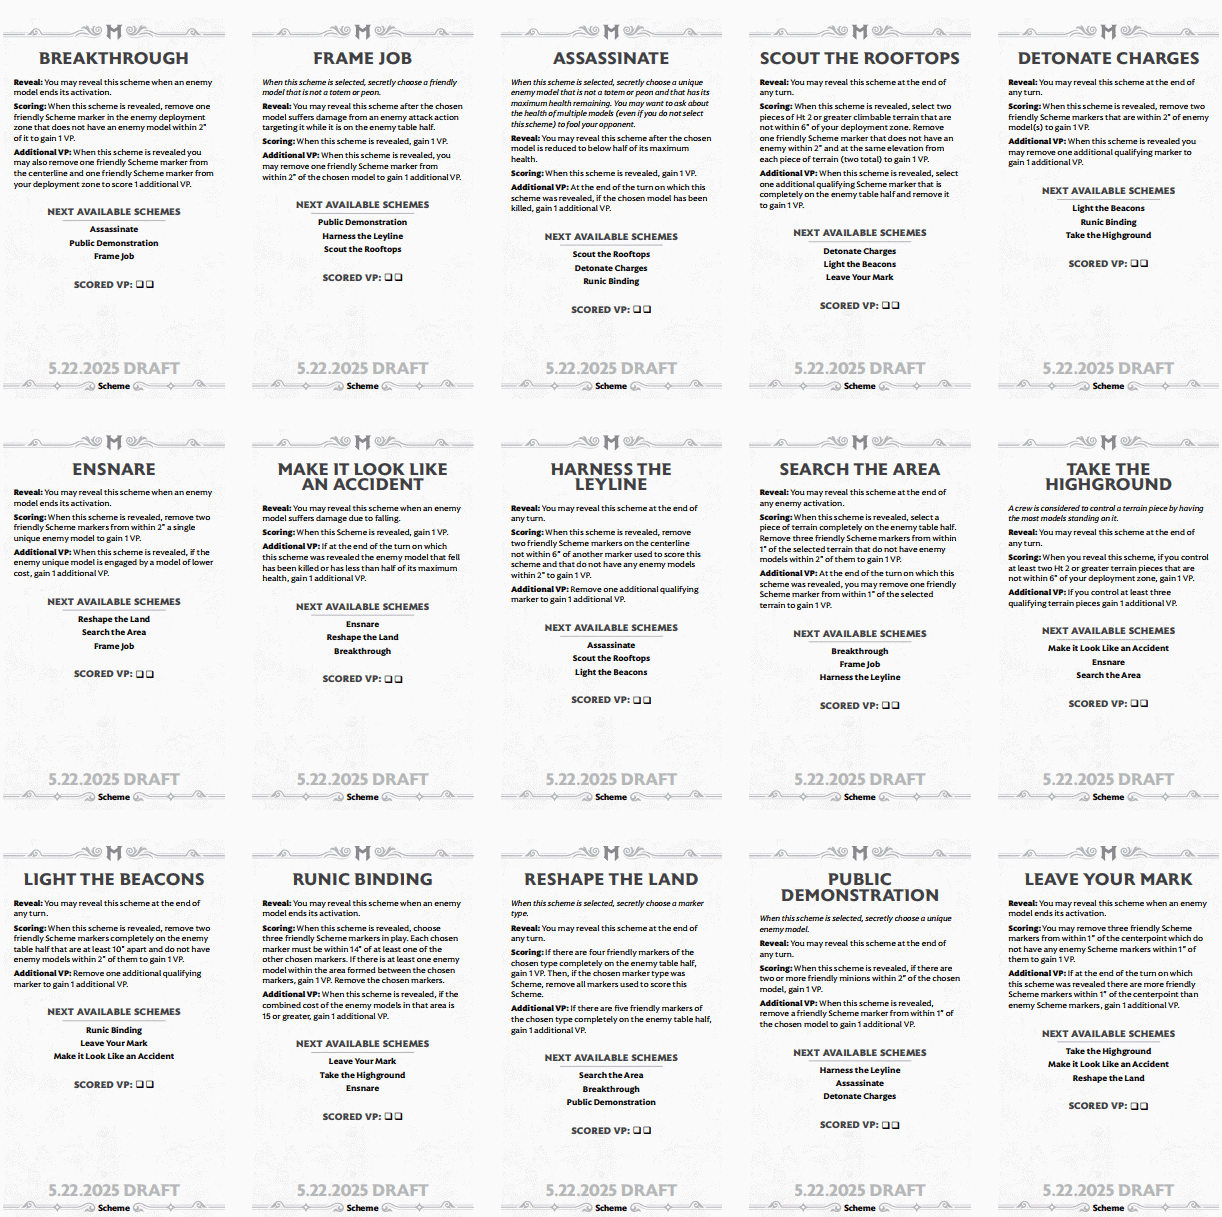 BREAKTHROUGH
Reveal: You may reveal this scheme when an enemy
model ends its activation.
Scoring: When this scheme is revealed, remove one
friendly Scheme marker in the enemy deployment
zone that does not have an enemy model within 2"
of it to gain 1 VP.
Additional VP: When this scheme is revealed you
may also remove one friendly Scheme marker from
the centerline and one friendly Scheme marker from
your deployment zone to score 1 additional VP.
NEXT AVAILABLE SCHEMES
Assassinate
Public Demonstration
Frame Job
SCORED VP: ❏❏
5.22.2025 DRAFT
Scheme
FRAME JOB
When this scheme is selected, secretly choose a friendly
model that is not a totem or peon.
Reveal: You may reveal this scheme after the chosen
model suffers damage from an enemy attack action
targeting it while it is on the enemy table half.
Scoring: When this scheme is revealed, gain 1 VP.
Additional VP: When this scheme is revealed, you
may remove one friendly Scheme marker from
within 2" of the chosen model to gain 1 additional VP.
NEXT AVAILABLE SCHEMES
Public Demonstration
Harness the Leyline
Scout the Rooftops
SCORED VP: ❏❏
5.22.2025 DRAFT
Scheme
ASSASSINATE
When this scheme is selected, secretly choose a unique
enemy model that is not a totem or peon and that has its
maximum health remaining. You may want to ask about
the health of multiple models (even if you do not select
this scheme) to fool your opponent.
Reveal: You may reveal this scheme after the chosen
model is reduced to below half of its maximum
health.
Scoring: When this scheme is revealed, gain 1 VP.
Additional VP: At the end of the turn on which this
scheme was revealed, if the chosen model has been
killed, gain 1 additional VP.
NEXT AVAILABLE SCHEMES
Scout the Rooftops
Detonate Charges
Runic Binding
SCORED VP: ❏❏
5.22.2025 DRAFT
Scheme
SCOUT THE ROOFTOPS
Reveal: You may reveal this scheme at the end of
any turn.
Scoring: When this scheme is revealed, select two
pieces of Ht 2 or greater climbable terrain that are
not within 6" of your deployment zone. Remove
one friendly Scheme marker that does not have an
enemy within 2" and at the same elevation from
each piece of terrain (two total) to gain 1 VP.
Additional VP: When this scheme is revealed, select
one additional qualifying Scheme marker that is
completely on the enemy table half and remove it
to gain 1 VP.
NEXT AVAILABLE SCHEMES
Detonate Charges
Light the Beacons
Leave Your Mark
SCORED VP: ❏❏
5.22.2025 DRAFT
Scheme
DETONATE CHARGES
Reveal: You may reveal this scheme at the end of
any turn.
Scoring: When this scheme is revealed, remove two
friendly Scheme markers that are within 2" of enemy
model(s) to gain 1 VP.
Additional VP: When this scheme is revealed you
may remove one additional qualifying marker to
gain 1 additional VP.
NEXT AVAILABLE SCHEMES
Light the Beacons
Runic Binding
Take the Highground
SCORED VP: ❏❏
5.22.2025 DRAFT
Scheme
ENSNARE
Reveal: You may reveal this scheme when an enemy
model ends its activation.
Scoring: When this scheme is revealed, remove two
friendly Scheme markers from within 2" a single
unique enemy model to gain 1 VP.
Additional VP: When this scheme is revealed, if the
enemy unique model is engaged by a model of lower
cost, gain 1 additional VP.
NEXT AVAILABLE SCHEMES
Reshape the Land
Search the Area
Frame Job
SCORED VP: ❏❏
5.22.2025 DRAFT
Scheme
MAKE IT LOOK LIKE
AN ACCIDENT
Reveal: You may reveal this scheme when an enemy
model suffers damage due to falling.
Scoring: When this scheme is revealed, gain 1 VP.
Additional VP: If at the end of the turn on which
this scheme was revealed the enemy model that fell
has been killed or has less than half of its maximum
health, gain 1 additional VP.
NEXT AVAILABLE SCHEMES
Ensnare
Reshape the Land
Breakthrough
SCORED VP: ❏❏
5.22.2025 DRAFT
Scheme
HARNESS THE
LEYLINE
Reveal: You may reveal this scheme at the end of
any turn.
Scoring: When this scheme is revealed, remove
two friendly Scheme markers on the centerline
not within 6" of another marker used to score this
scheme and that do not have any enemy models
within 2" to gain 1 VP.
Additional VP: Remove one additional qualifying
marker to gain 1 additional VP.
NEXT AVAILABLE SCHEMES
Assassinate
Scout the Rooftops
Light the Beacons
SCORED VP: ❏❏
5.22.2025 DRAFT
Scheme
SEARCH THE AREA
Reveal: You may reveal this scheme at the end of
any enemy activation.
Scoring: When this scheme is revealed, select a
piece of terrain completely on the enemy table half.
Remove three friendly Scheme markers from within
1" of the selected terrain that do not have enemy
models within 2" of them to gain 1 VP.
Additional VP: At the end of the turn on which this
scheme was revealed, you may remove one friendly
Scheme marker from within 1" of the selected
terrain to gain 1 VP.
NEXT AVAILABLE SCHEMES
Breakthrough
Frame Job
Harness the Leyline
SCORED VP: ❏❏
5.22.2025 DRAFT
Scheme
TAKE THE
HIGHGROUND
A crew is considered to control a terrain piece by having
the most models standing on it.
Reveal: You may reveal this scheme at the end of
any turn.
Scoring: When you reveal this scheme, if you control
at least two Ht 2 or greater terrain pieces that are
not within 6" of your deployment zone, gain 1 VP.
Additional VP: If you control at least three
qualifying terrain pieces gain 1 additional VP.
NEXT AVAILABLE SCHEMES
Make it Look Like an Accident
Ensnare
Search the Area
SCORED VP: ❏❏
5.22.2025 DRAFT
Scheme
LIGHT THE BEACONS
Reveal: You may reveal this scheme at the end of
any turn.
Scoring: When this scheme is revealed, remove two
friendly Scheme markers completely on the enemy
table half that are at least 10" apart and do not have
enemy models within 2" of them to gain 1 VP.
Additional VP: Remove one additional qualifying
marker to gain 1 additional VP.
NEXT AVAILABLE SCHEMES
Runic Binding
Leave Your Mark
Make it Look Like an Accident
SCORED VP: ❏❏
5.22.2025 DRAFT
Scheme
RUNIC BINDING
Reveal: You may reveal this scheme when an enemy
model ends its activation.
Scoring: When this scheme is revealed, choose
three friendly Scheme markers in play. Each chosen
marker must be within 14" of at least one of the
other chosen markers. If there is at least one enemy
model within the area formed between the chosen
markers, gain 1 VP. Remove the chosen markers.
Additional VP: When this scheme is revealed, if the
combined cost of the enemy models in that area is
15 or greater, gain 1 additional VP.
NEXT AVAILABLE SCHEMES
Leave Your Mark
Take the Highground
Ensnare
SCORED VP: ❏❏
5.22.2025 DRAFT
Scheme
RESHAPE THE LAND
When this scheme is selected, secretly choose a marker
type.
Reveal: You may reveal this scheme at the end of
any turn.
Scoring: If there are four friendly markers of the
chosen type completely on the enemy table half,
gain 1 VP. Then, if the chosen marker type was
Scheme, remove all markers used to score this
Scheme.
Additional VP: If there are five friendly markers of
the chosen type completely on the enemy table half,
gain 1 additional VP.
NEXT AVAILABLE SCHEMES
Search the Area
Breakthrough
Public Demonstration
SCORED VP: ❏❏
5.22.2025 DRAFT
Scheme
PUBLIC
DEMONSTRATION
When this scheme is selected, secretly choose a unique
enemy model.
Reveal: You may reveal this scheme at the end of
any turn.
Scoring: When this scheme is revealed, if there are
two or more friendly minions within 2" of the chosen
model, gain 1 VP.
Additional VP: When this scheme is revealed,
remove a friendly Scheme marker from within 1" of
the chosen model to gain 1 additional VP.
NEXT AVAILABLE SCHEMES
Harness the Leyline
Assassinate
Detonate Charges
SCORED VP: ❏❏
5.22.2025 DRAFT
Scheme
LEAVE YOUR MARK
Reveal: You may reveal this scheme when an enemy
model ends its activation.
Scoring: You may remove three friendly Scheme
markers from within 1" of the centerpoint which do
not have any enemy Scheme markers within 1" of
them to gain 1 VP.
Additional VP: If at the end of the turn on which
this scheme was revealed there are more friendly
Scheme markers within 1" of the centerpoint than
enemy Scheme markers, gain 1 additional VP.
NEXT AVAILABLE SCHEMES
Take the Highground
Make it Look Like an Accident
Reshape the Land
SCORED VP: ❏❏
5.22.2025 DRAFT
Scheme